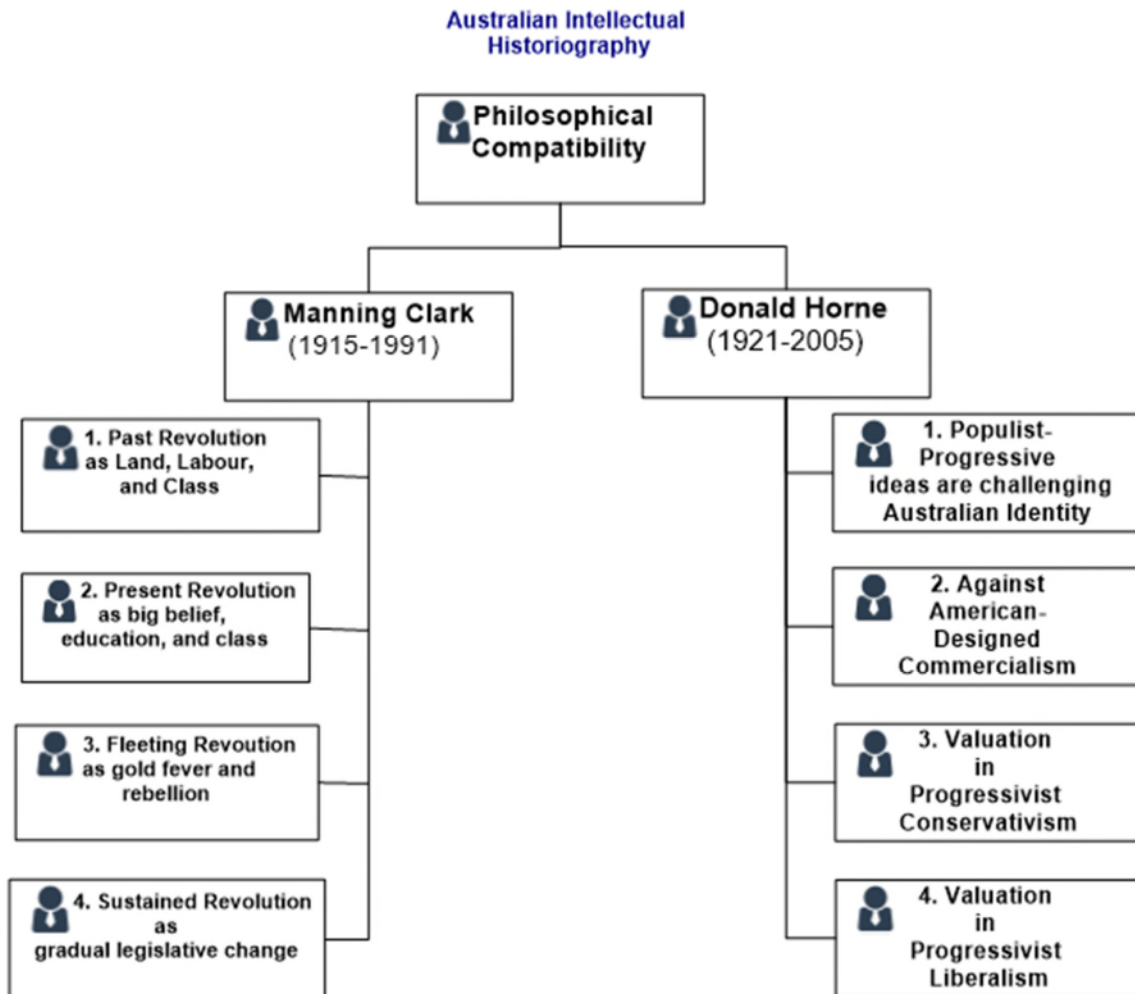 Australian Intellectual
Historiography
Philosophical
Compatibility
Manning Clark
(1915-1991)
1. Past Revolution
as Land, Labour,
and Class
2. Present Revolution
as big belief,
education, and class
3. Fleeting Revoution
as gold fever and
rebellion
4. Sustained Revolution
as
gradual legislative change
Donald Horne
(1921-2005)
1. Populist-
Progressive
ideas are challenging
Australian Identity
2. Against
American-
Designed
Commercialism
3. Valuation
in
Progressivist
Conservativism
4. Valuation
in
Progressivist
Liberalism